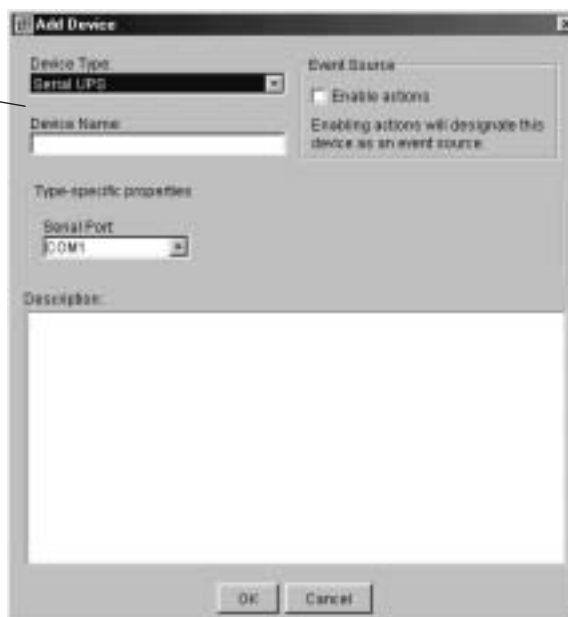 Add Device
Device Type
Serial UPS
Device Name
Event Source
Enable actions
Enabling actions will designate this
device as an event source.
Type-specific properties
Serial Port
COM1
Description:
OK
Cancel